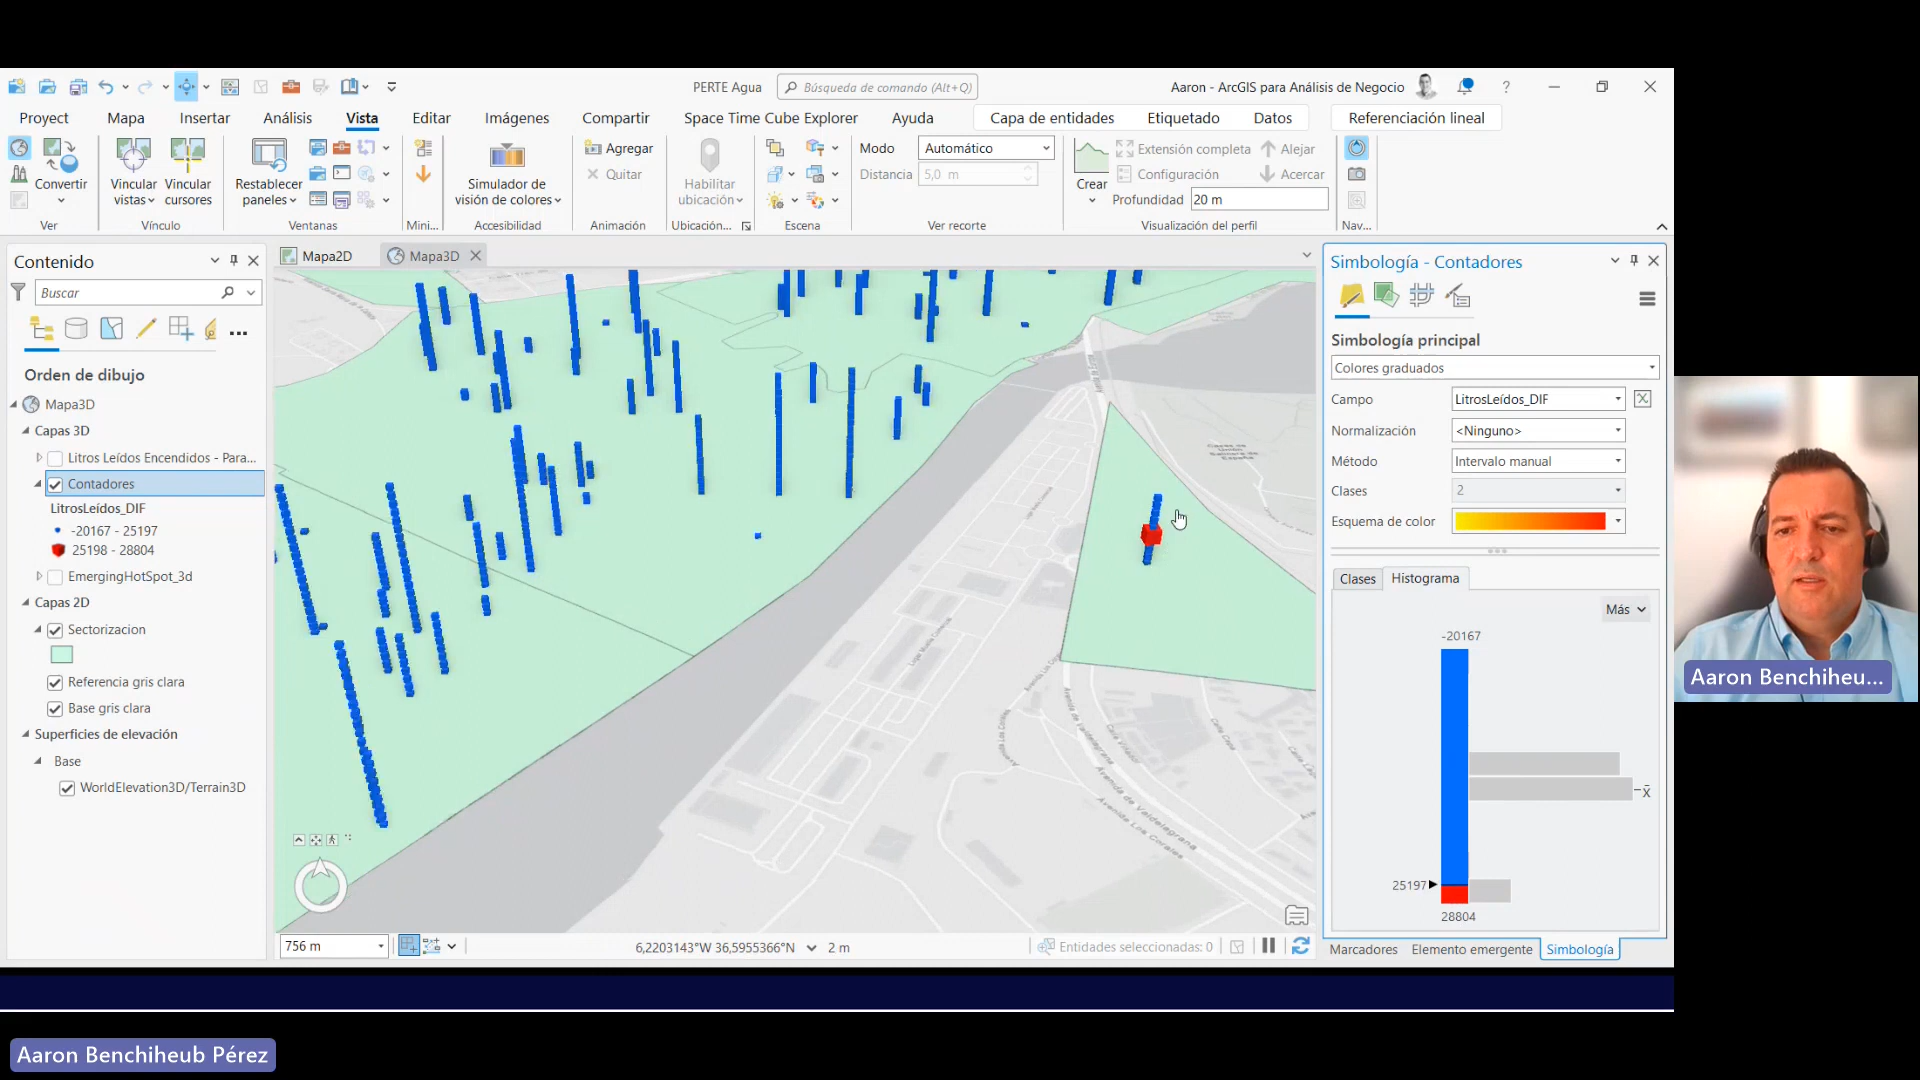 PERTE Agua
Búsqueda de comando (Alt+Q)
Aaron - ArcGIS para Análisis de Negocio
Proyect
Mapa
Insertar
Análisis
Vista
Editar
Imágenes
Compartir
Space Time Cube Explorer
Ayuda
Capa de entidades
Etiquetado
Datos
Referenciación lineal
Convertir
Vincular vistas
Vincular cursores
Restablecer paneles
Simulador de visión de colores
Agregar
Quitar
Habilitar ubicación
Modo
Automático
Distancia
5,0 m
Crear
Extensión completa
Alejar
Configuración
Acercar
Profundidad
20 m
Ver
Vínculo
Ventanas
Mini...
Accesibilidad
Animación
Ubicación...
Escena
Ver recorte
Visualización del perfil
Nav...
Contenido
Buscar
Orden de dibujo
Mapa3D
Capas 3D
Litros Leídos Encendidos - Para...
Contadores
LitrosLeídos_DIF
-20167 - 25197
25198 - 28804
EmergingHotSpot_3d
Capas 2D
Sectorizacion
Referencia gris clara
Base gris clara
Superficies de elevación
Base
WorldElevation3D/Terrain3D
Mapa2D
Mapa3D
Avenida de Valdelagrana
Avenida Los Corales
756 m
6,2203143°W 36,5955366°N
2 m
Entidades seleccionadas: 0
Simbología - Contadores
Simbología principal
Colores graduados
Campo
LitrosLeídos_DIF
Normalización
<Ninguno>
Método
Intervalo manual
Clases
2
Esquema de color
Clases
Histograma
Más
-20167
x̄
25197
28804
Marcadores
Elemento emergente
Simbología
Aaron Benchiheu...
Aaron Benchiheub Pérez